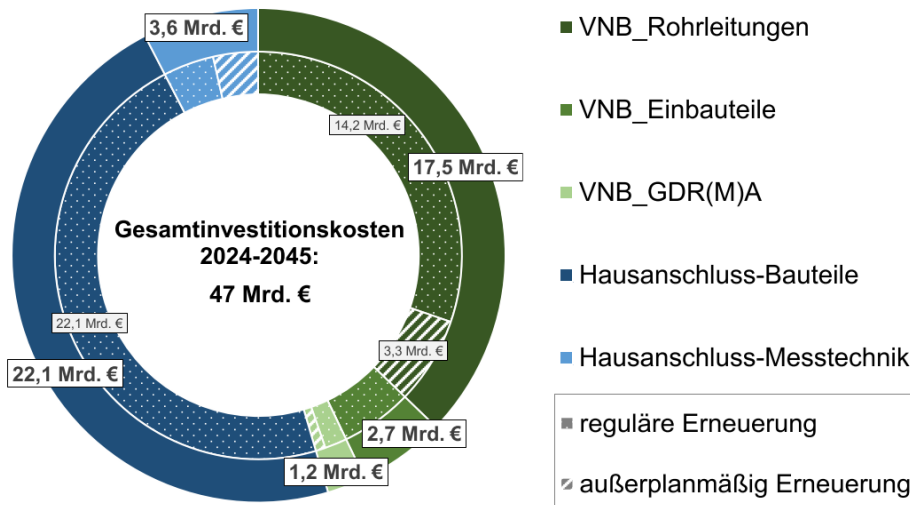 3,6 Mrd. €
14,2 Mrd. €
17,5 Mrd. €
Gesamtinvestitionskosten
2024-2045:
47 Mrd. €
22,1 Mrd. €
3,3 Mrd. €
22,1 Mrd. €
2,7 Mrd. €
1,2 Mrd. €
VNB_Rohrleitungen
VNB_Einbauteile
VNB_GDR(M)A
Hausanschluss-Bauteile
Hausanschluss-Messtechnik
reguläre Erneuerung
außerplanmäßig Erneuerung